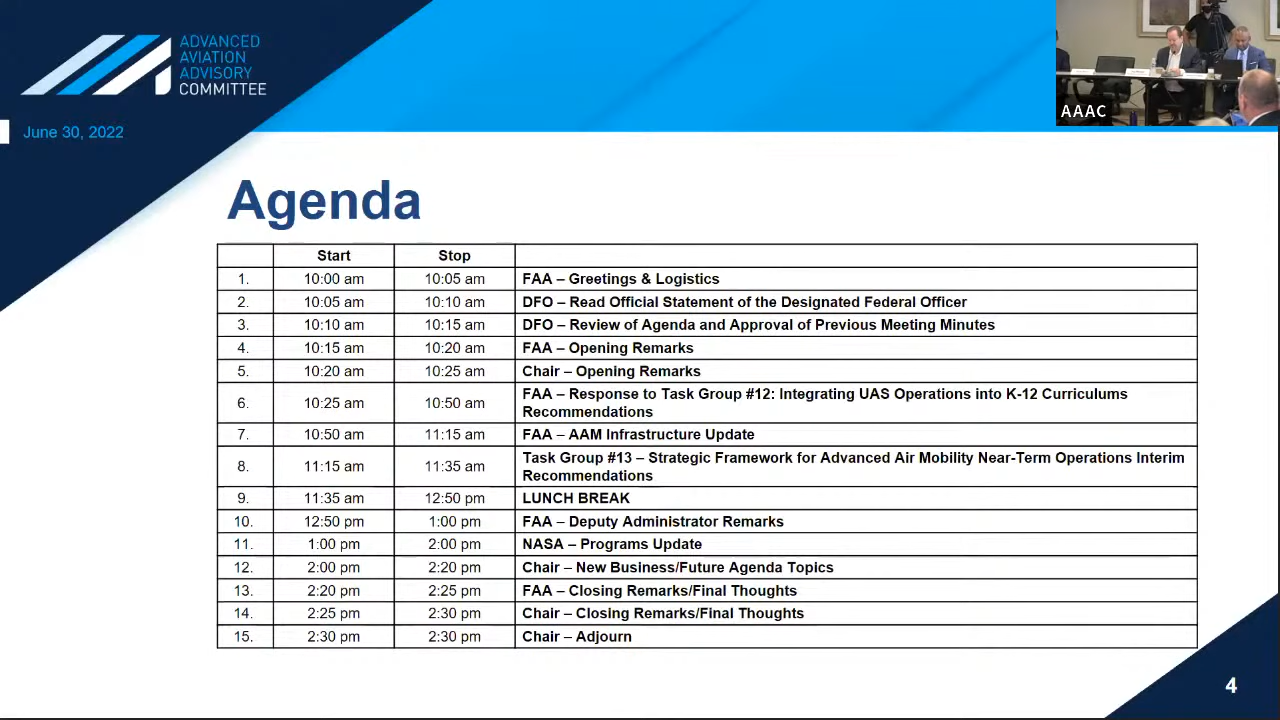 ADVANCED
AVIATION
ADVISORY
COMMITTEE
AAAC
June 30, 2022
Agenda
Start Stop
1. 10:00 am 10:05 am FAA – Greetings & Logistics
2. 10:05 am 10:10 am DFO – Read Official Statement of the Designated Federal Officer
3. 10:10 am 10:15 am DFO – Review of Agenda and Approval of Previous Meeting Minutes
4. 10:15 am 10:20 am FAA – Opening Remarks
5. 10:20 am 10:25 am Chair – Opening Remarks
6. 10:25 am 10:50 am FAA – Response to Task Group #12: Integrating UAS Operations into K-12 Curriculums
Recommendations
7. 10:50 am 11:15 am FAA – AAM Infrastructure Update
8. 11:15 am 11:35 am Task Group #13 – Strategic Framework for Advanced Air Mobility Near-Term Operations Interim
Recommendations
9. 11:35 am 12:50 pm LUNCH BREAK
10. 12:50 pm 1:00 pm FAA – Deputy Administrator Remarks
11. 1:00 pm 2:00 pm NASA – Programs Update
12. 2:00 pm 2:20 pm Chair – New Business/Future Agenda Topics
13. 2:20 pm 2:25 pm FAA – Closing Remarks/Final Thoughts
14. 2:25 pm 2:30 pm Chair – Closing Remarks/Final Thoughts
15. 2:30 pm 2:30 pm Chair – Adjourn
4